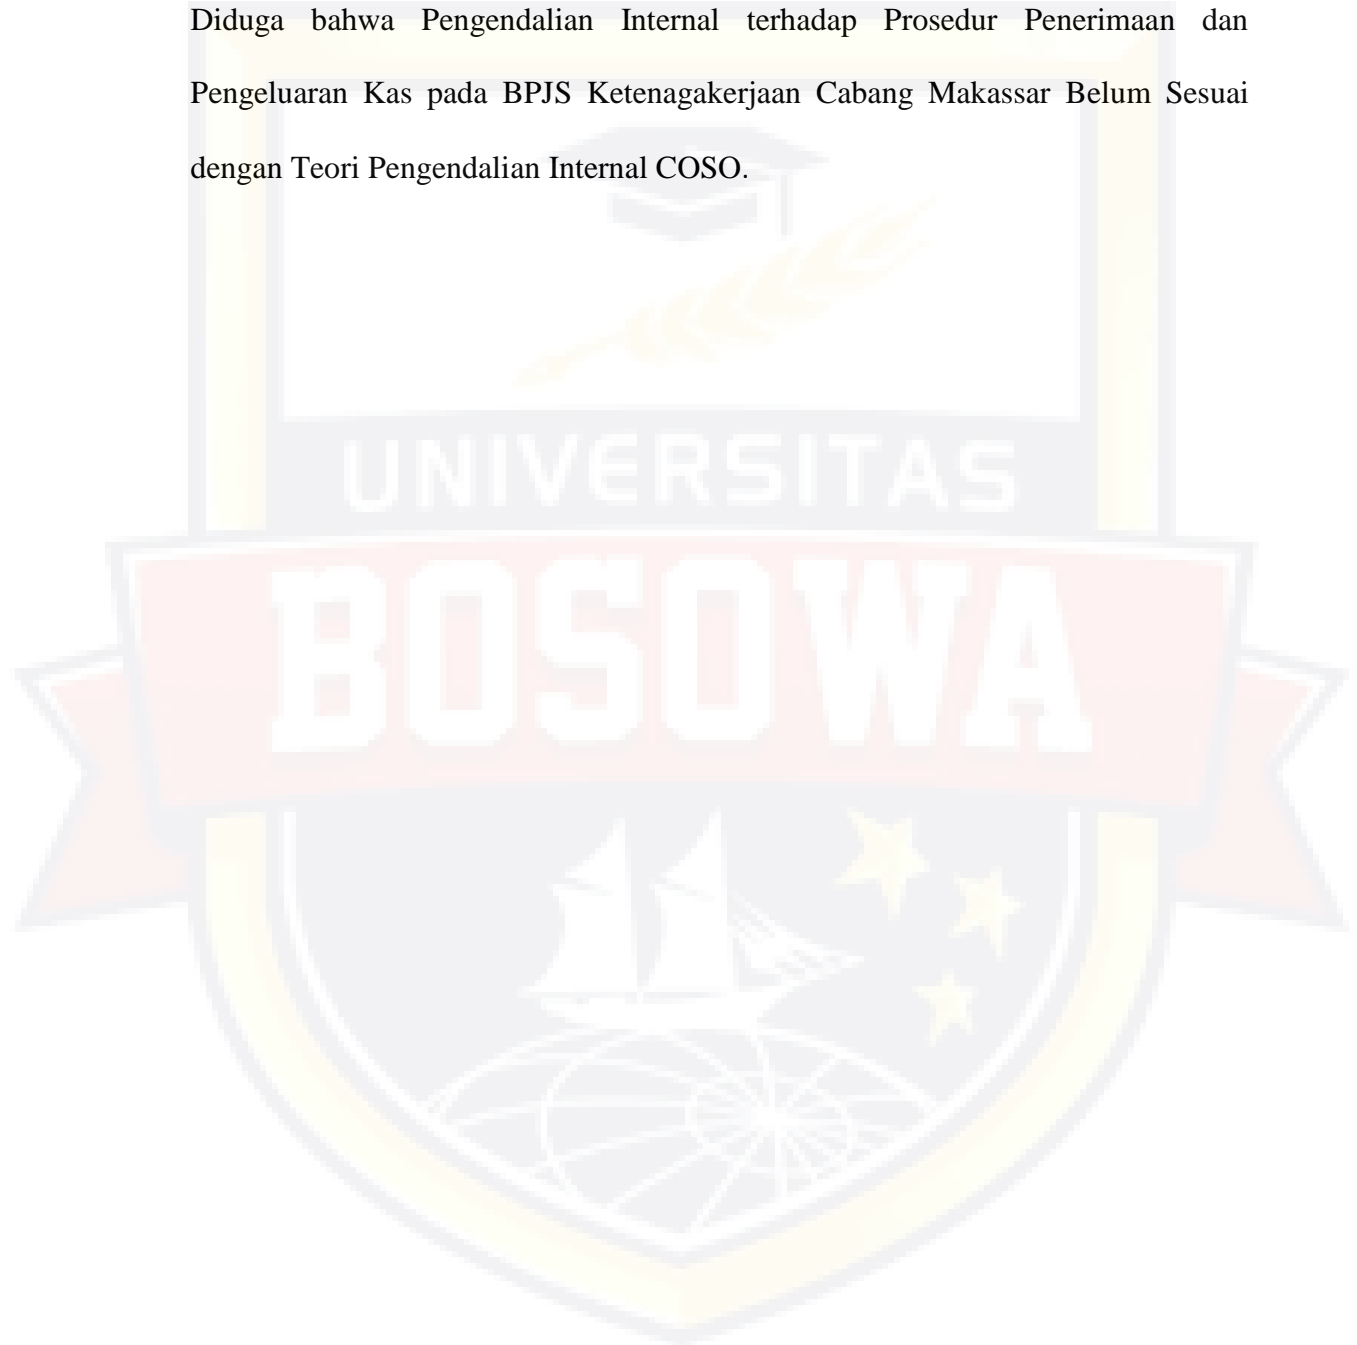 Diduga bahwa Pengendalian Internal terhadap Prosedur Penerimaan dan
Pengeluaran Kas pada BPJS Ketenagakerjaan Cabang Makassar Belum Sesuai
dengan Teori Pengendalian Internal COSO.
UNIVERSITAS
BOSOWA